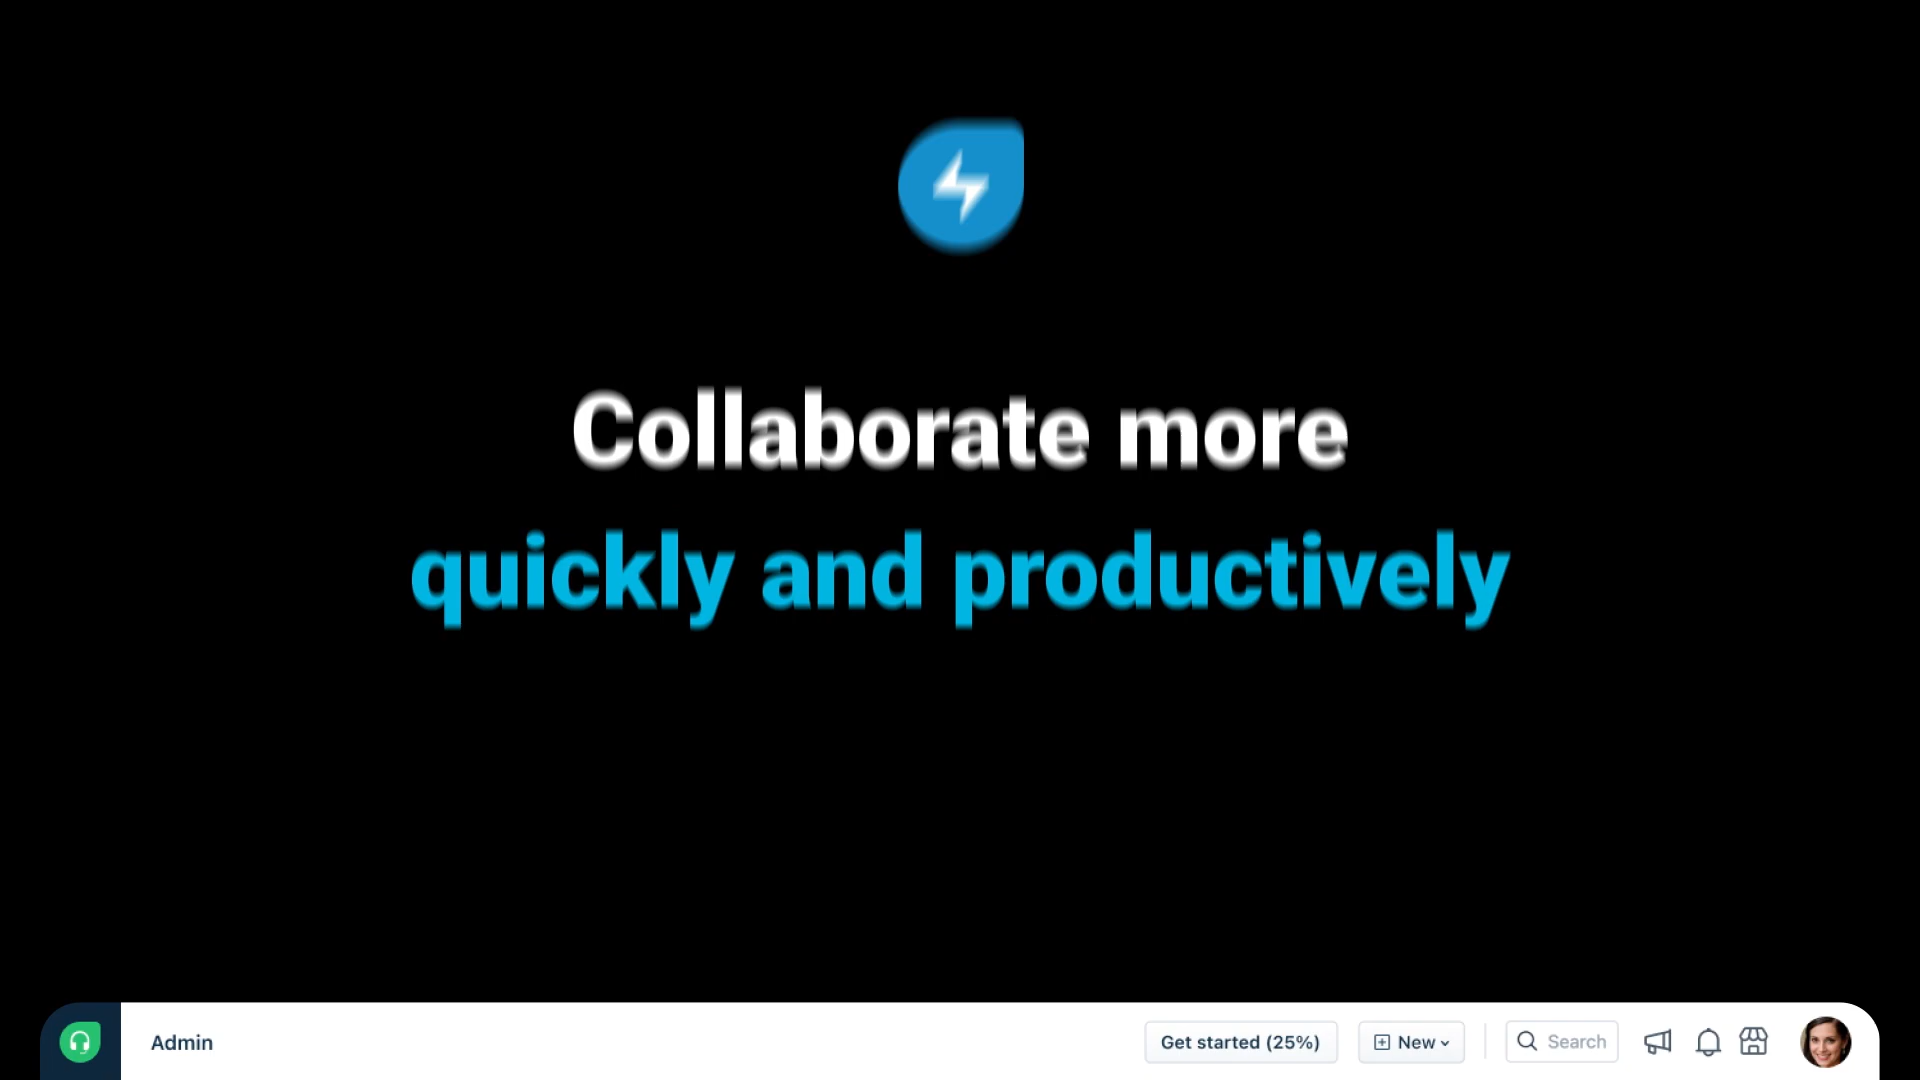 Collaborate more
quickly and productively
Admin
Get started (25%)
New
Search